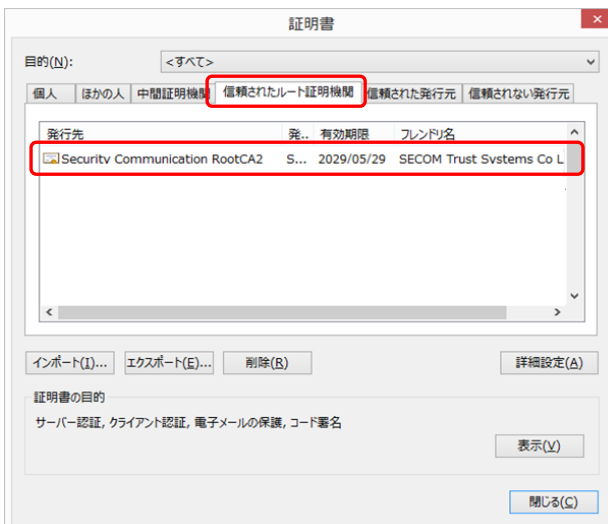 証明書
目的(N): <すべて>
個人 ほかの人 中間証明機関 信頼されたルート証明機関 信頼された発行元 信頼されない発行元
発行先 発... 有効期限 フレンドリ名
Security Communication RootCA2 S... 2029/05/29 SECOM Trust Systems Co L
インポート(I)... エクスポート(E)... 削除(R) 詳細設定(A)
証明書の目的
サーバー認証, クライアント認証, 電子メールの保護, コード署名
表示(V)
閉じる(C)